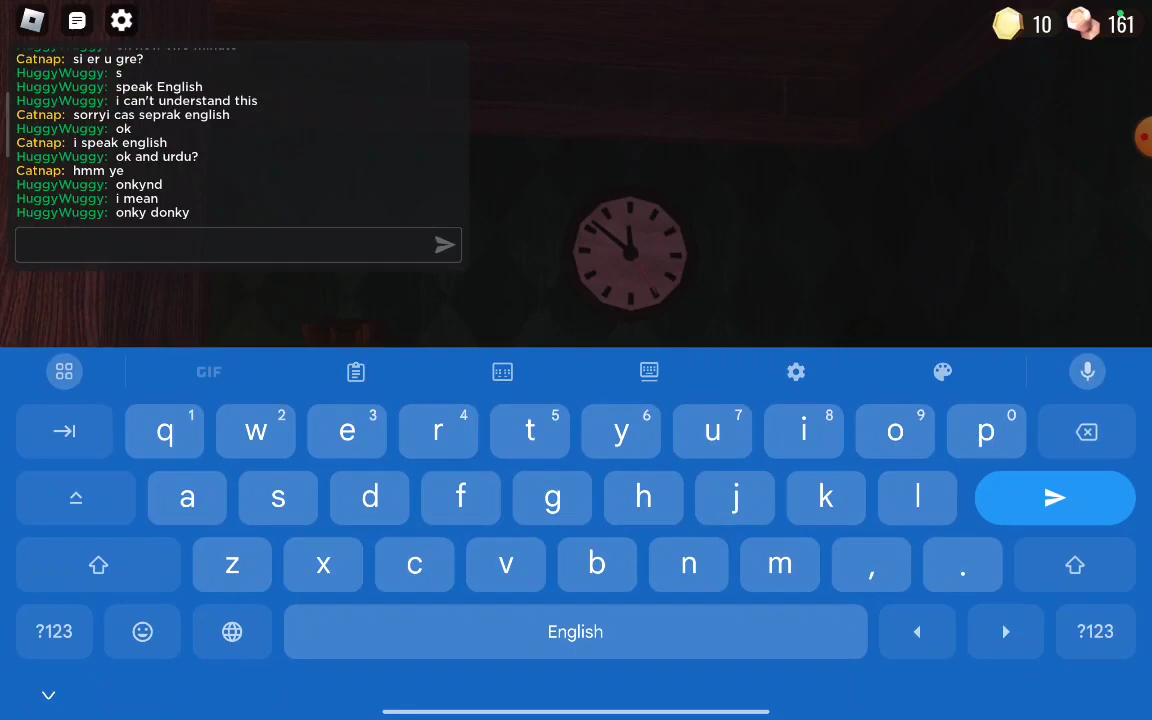 10
161
Catnap: si er u gre?
HuggyWuggy: s
HuggyWuggy: speak English
HuggyWuggy: i can't understand this
Catnap: sorryi cas seprak english
HuggyWuggy: ok
Catnap: i speak english
HuggyWuggy: ok and urdu?
Catnap: hmm ye
HuggyWuggy: onkynd
HuggyWuggy: i mean
HuggyWuggy: onky donky
GIF
q 1 w 2 e 3 r 4 t 5 y 6 u 7 i 8 o 9 p 0
a s d f g h j k l
z x c v b n m , .
?123 English ?123